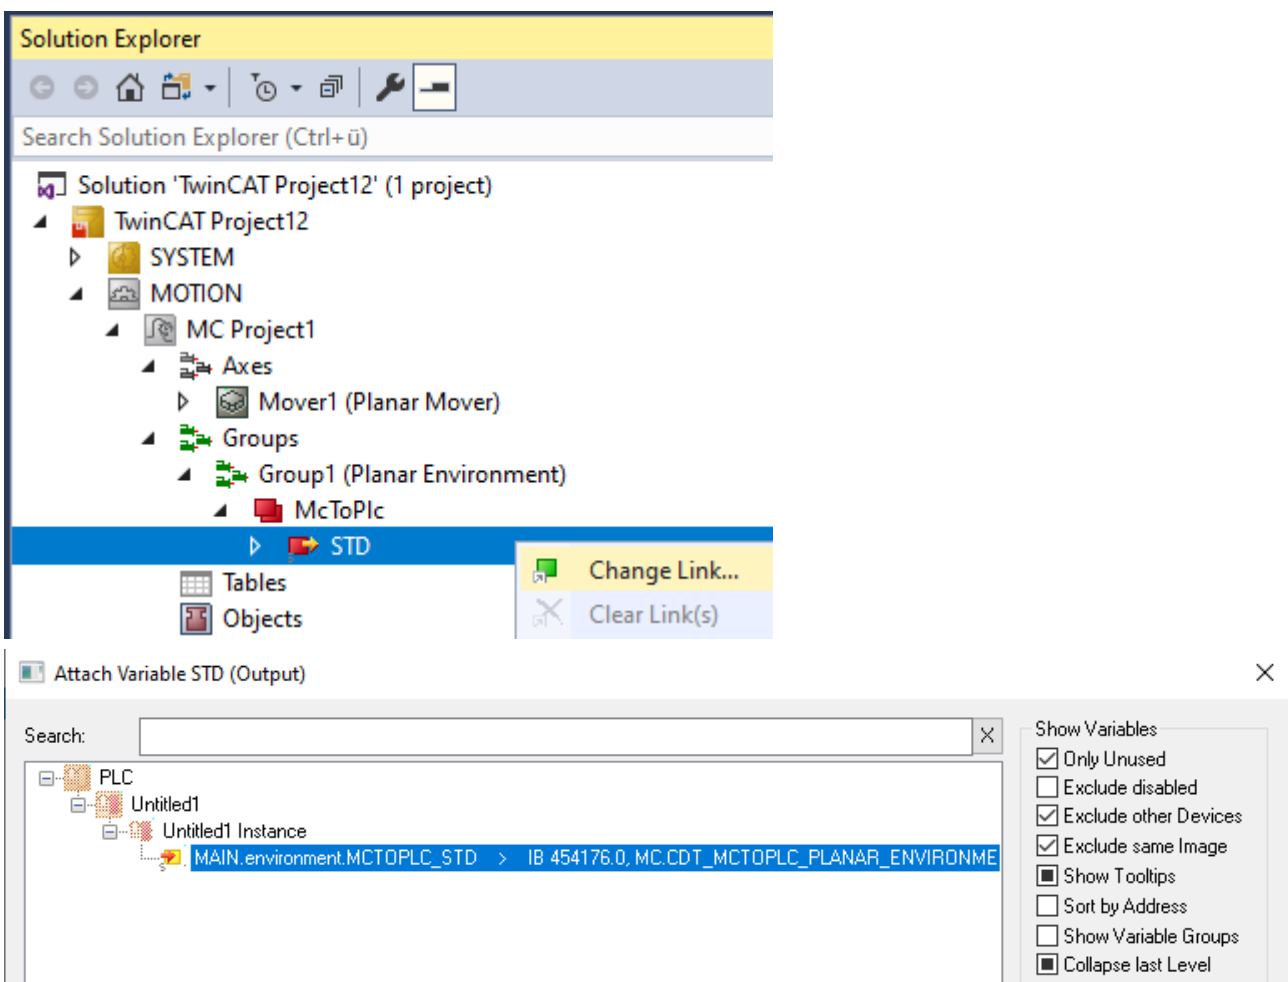 Solution Explorer
Search Solution Explorer (Ctrl+ü)
Solution 'TwinCAT Project12' (1 project)
TwinCAT Project12
SYSTEM
MOTION
MC Project1
Axes
Mover1 (Planar Mover)
Groups
Group1 (Planar Environment)
McToPlc
STD
Change Link...
Tables
Clear Link(s)
Objects
Attach Variable STD (Output)
Search:
Show Variables
Only Unused
PLC
Exclude disabled
Untitled1
Exclude other Devices
Untitled1 Instance
Exclude same Image
MAIN.environment.MCTOPLC_STD > IB 454176.0, MC.CDT_MCTOPLC_PLANAR_ENVIRONME
Show Tooltips
Sort by Address
Show Variable Groups
Collapse last Level